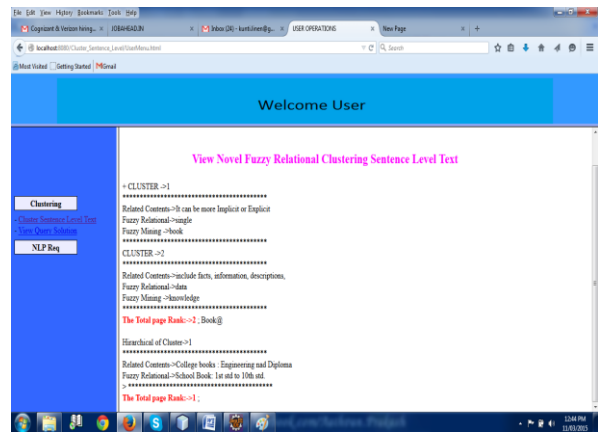 File Edit View History Bookmarks Tools Help
Cognizant & Verizon hiring... × JOBAHEAD.IN × Inbox (24) - × USER OPERATIONS × New Page × +
localhost:8080/Cluster_Sentence_Level/UserMenu.html Search
Most Visited Getting Started Gmail
Welcome User
View Novel Fuzzy Relational Clustering Sentence Level Text
Clustering
- Cluster Sentence Level Text
- View Query Solution
NLP Req
+ CLUSTER ->1
******************************************
Related Contents->It can be more Implicit or Explicit
Fuzzy Relational->single
Fuzzy Mining ->book
******************************************
CLUSTER ->2
******************************************
Related Contents->include facts, information, descriptions,
Fuzzy Relational->data
Fuzzy Mining ->knowledge
******************************************
The Total page Rank:->2 ; Book@
Hirarchical of Cluster->1
******************************************
Related Contents->College books : Engineering nad Diploma
Fuzzy Relational->School Book: 1st std to 10th std.
>.******************************************
The Total page Rank:->1 ;
12:44 PM
11/03/2015